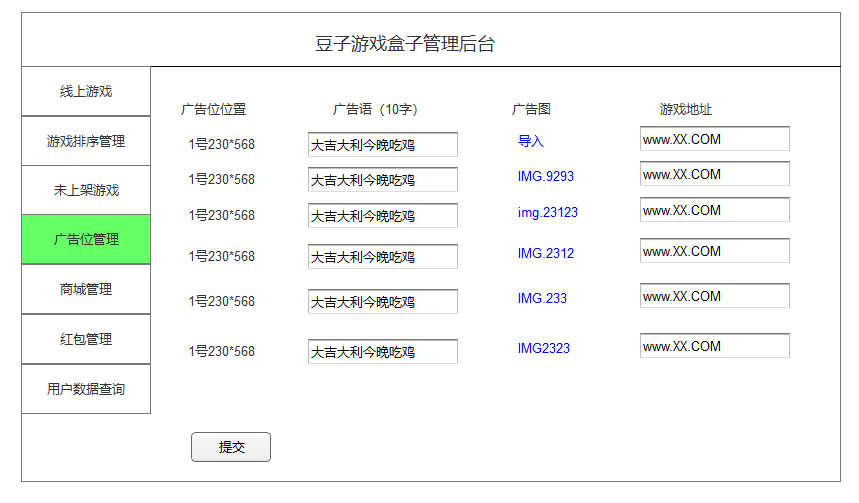 豆子游戏盒子管理后台
线上游戏
游戏排序管理
未上架游戏
广告位管理
商城管理
红包管理
用户数据查询
广告位位置 广告语（10字） 广告图 游戏地址
1号230*568 大吉大利今晚吃鸡 导入 www.XX.COM
1号230*568 大吉大利今晚吃鸡 IMG.9293 www.XX.COM
1号230*568 大吉大利今晚吃鸡 img.23123 www.XX.COM
1号230*568 大吉大利今晚吃鸡 IMG.2312 www.XX.COM
1号230*568 大吉大利今晚吃鸡 IMG.233 www.XX.COM
1号230*568 大吉大利今晚吃鸡 IMG2323 www.XX.COM
提交